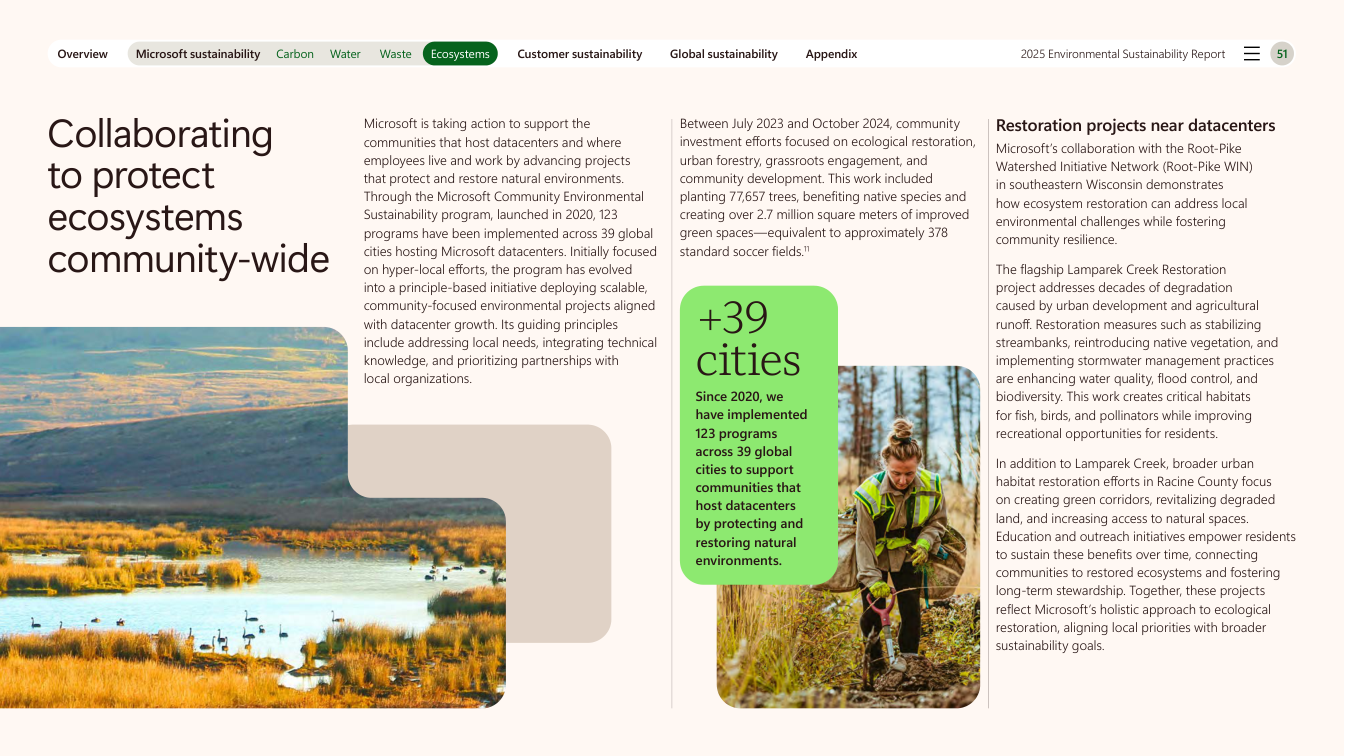 Overview
Microsoft sustainability
Carbon
Water
Waste
Ecosystems
Customer sustainability
Global sustainability
Appendix
2025 Environmental Sustainability Report
51
Collaborating
to protect
ecosystems
community-wide
Microsoft is taking action to support the
communities that host datacenters and where
employees live and work by advancing projects
that protect and restore natural environments.
Through the Microsoft Community Environmental
Sustainability program, launched in 2020, 123
programs have been implemented across 39 global
cities hosting Microsoft datacenters. Initially focused
on hyper-local efforts, the program has evolved
into a principle-based initiative deploying scalable,
community-focused environmental projects aligned
with datacenter growth. Its guiding principles
include addressing local needs, integrating technical
knowledge, and prioritizing partnerships with
local organizations.
Between July 2023 and October 2024, community
investment efforts focused on ecological restoration,
urban forestry, grassroots engagement, and
community development. This work included
planting 77,657 trees, benefiting native species and
creating over 2.7 million square meters of improved
green spaces—equivalent to approximately 378
standard soccer fields.¹¹
+39
cities
Since 2020, we
have implemented
123 programs
across 39 global
cities to support
communities that
host datacenters
by protecting and
restoring natural
environments.
Restoration projects near datacenters
Microsoft's collaboration with the Root-Pike
Watershed Initiative Network (Root-Pike WIN)
in southeastern Wisconsin demonstrates
how ecosystem restoration can address local
environmental challenges while fostering
community resilience.
The flagship Lamparek Creek Restoration
project addresses decades of degradation
caused by urban development and agricultural
runoff. Restoration measures such as stabilizing
streambanks, reintroducing native vegetation, and
implementing stormwater management practices
are enhancing water quality, flood control, and
biodiversity. This work creates critical habitats
for fish, birds, and pollinators while improving
recreational opportunities for residents.
In addition to Lamparek Creek, broader urban
habitat restoration efforts in Racine County focus
on creating green corridors, revitalizing degraded
land, and increasing access to natural spaces.
Education and outreach initiatives empower residents
to sustain these benefits over time, connecting
communities to restored ecosystems and fostering
long-term stewardship. Together, these projects
reflect Microsoft's holistic approach to ecological
restoration, aligning local priorities with broader
sustainability goals.